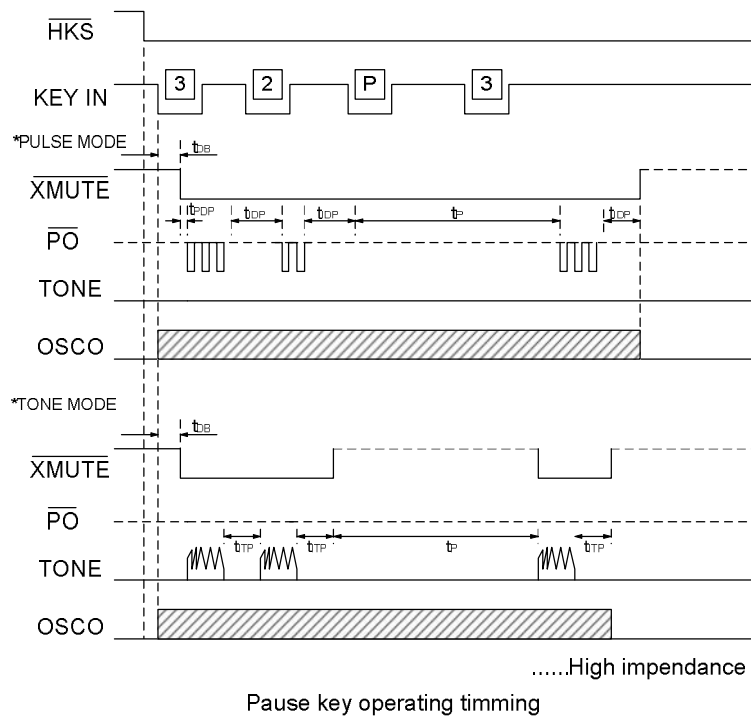 HKS
KEY IN 3 2 P 3
*PULSE MODE tDB
XMUTE
tPDP tIDP tIDP tP tIDP
PO
TONE
OSCO
*TONE MODE tDB
XMUTE
PO
tITP tITP tP tITP
TONE
OSCO
......High impendance
Pause key operating timming